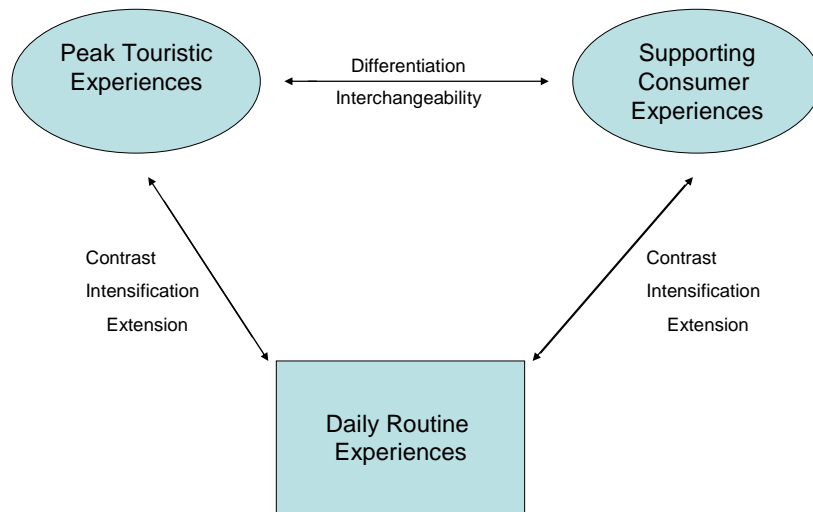 Peak Touristic
Experiences
Differentiation
Interchangeability
Supporting
Consumer
Experiences
Contrast
Intensification
Extension
Contrast
Intensification
Extension
Daily Routine
Experiences